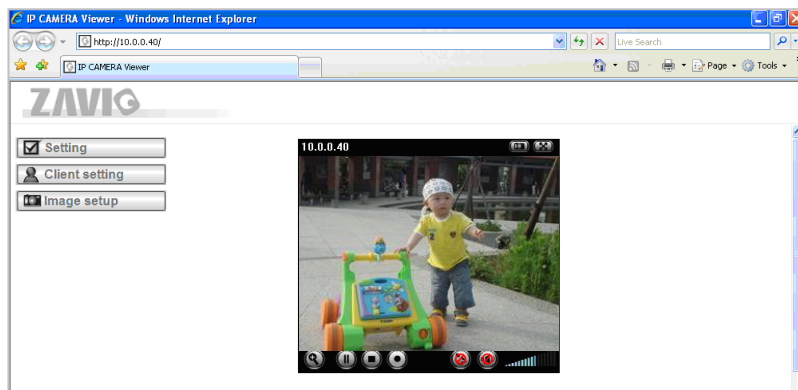 IP CAMERA Viewer - Windows Internet Explorer
http://10.0.0.40/
Live Search
IP CAMERA Viewer
Page
Tools
ZAVIO
Setting
10.0.0.40
Client setting
Image setup